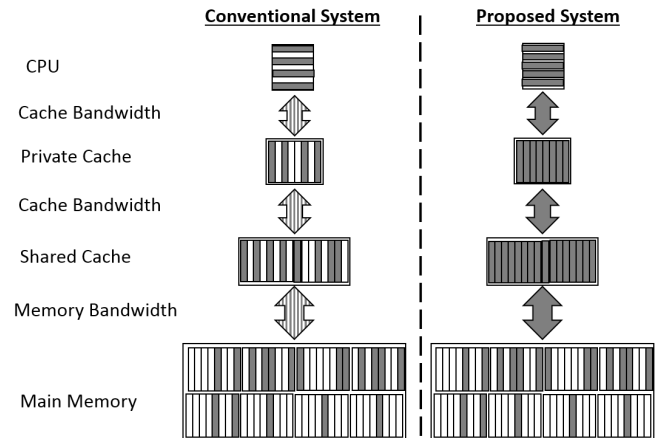 Conventional System
Proposed System
CPU
Cache Bandwidth
Private Cache
Cache Bandwidth
Shared Cache
Memory Bandwidth
Main Memory